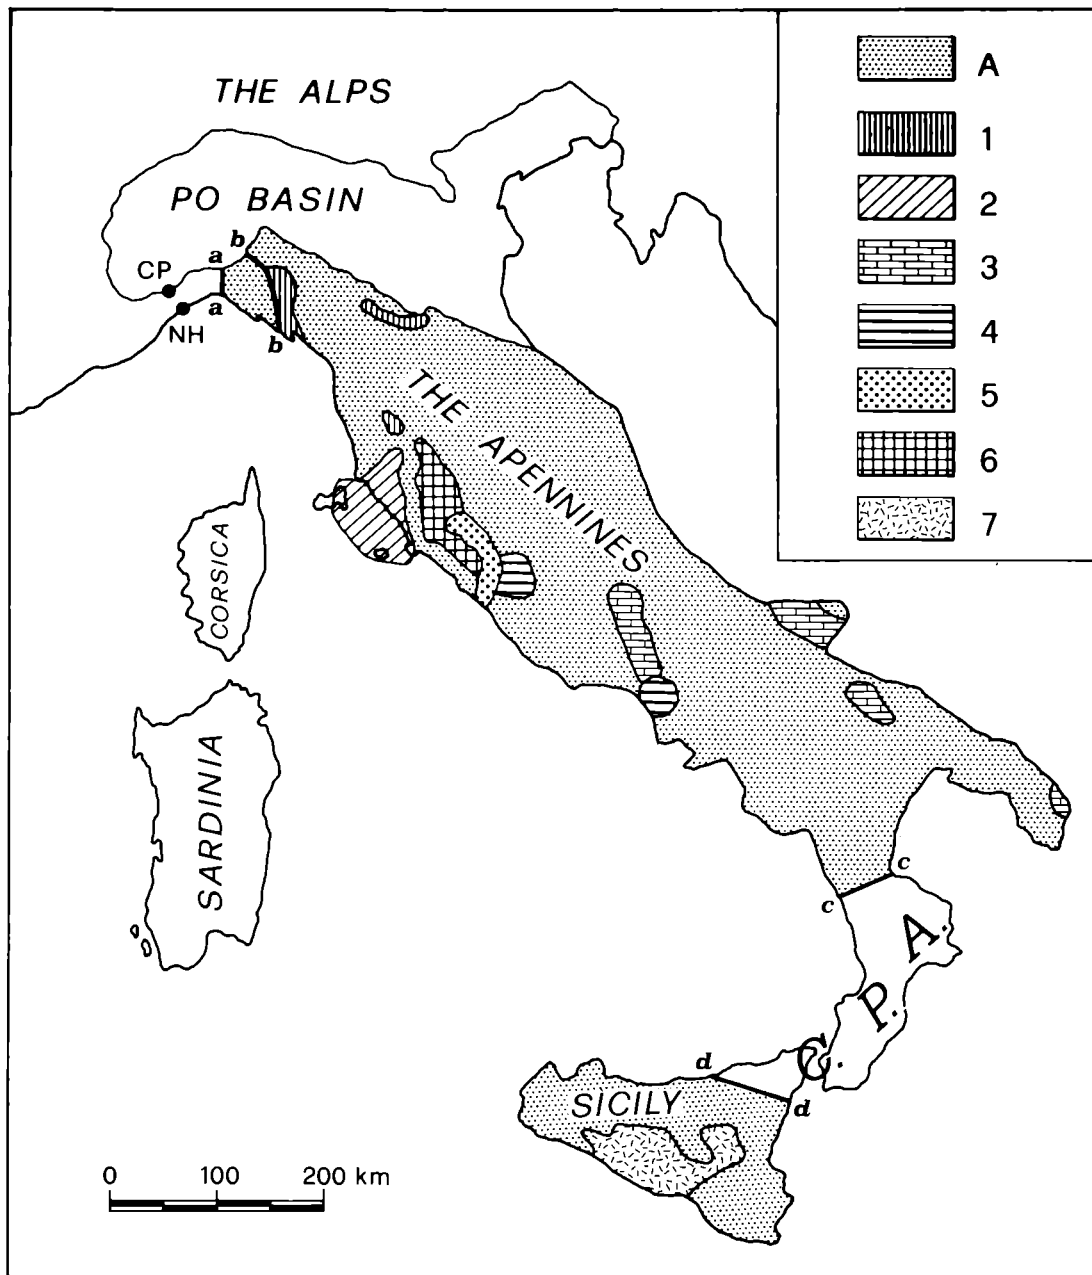 THE ALPS
PO BASIN
A
1
2
3
4
5
6
7
b
a
CP
a
NH
b
THE APENNINES
CORSICA
SARDINIA
c
c
C. P. A.
d
d
SICILY
0 100 200 km